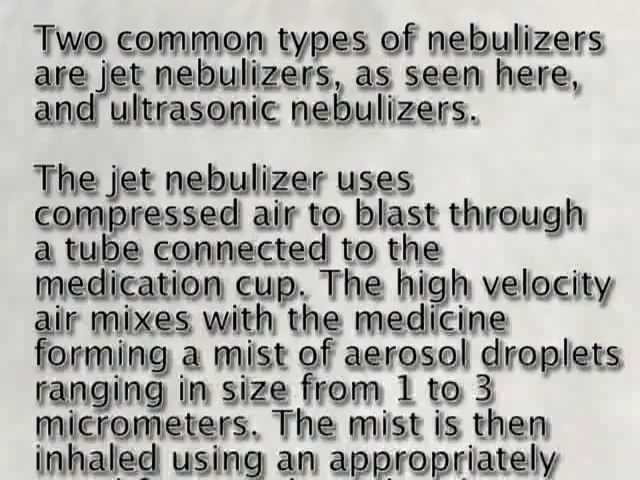 Two common types of nebulizers
are jet nebulizers, as seen here,
and ultrasonic nebulizers.
The jet nebulizer uses
compressed air to blast through
a tube connected to the
medication cup. The high velocity
air mixes with the medicine
forming a mist of aerosol droplets
ranging in size from 1 to 3
micrometers. The mist is then
inhaled using an appropriately